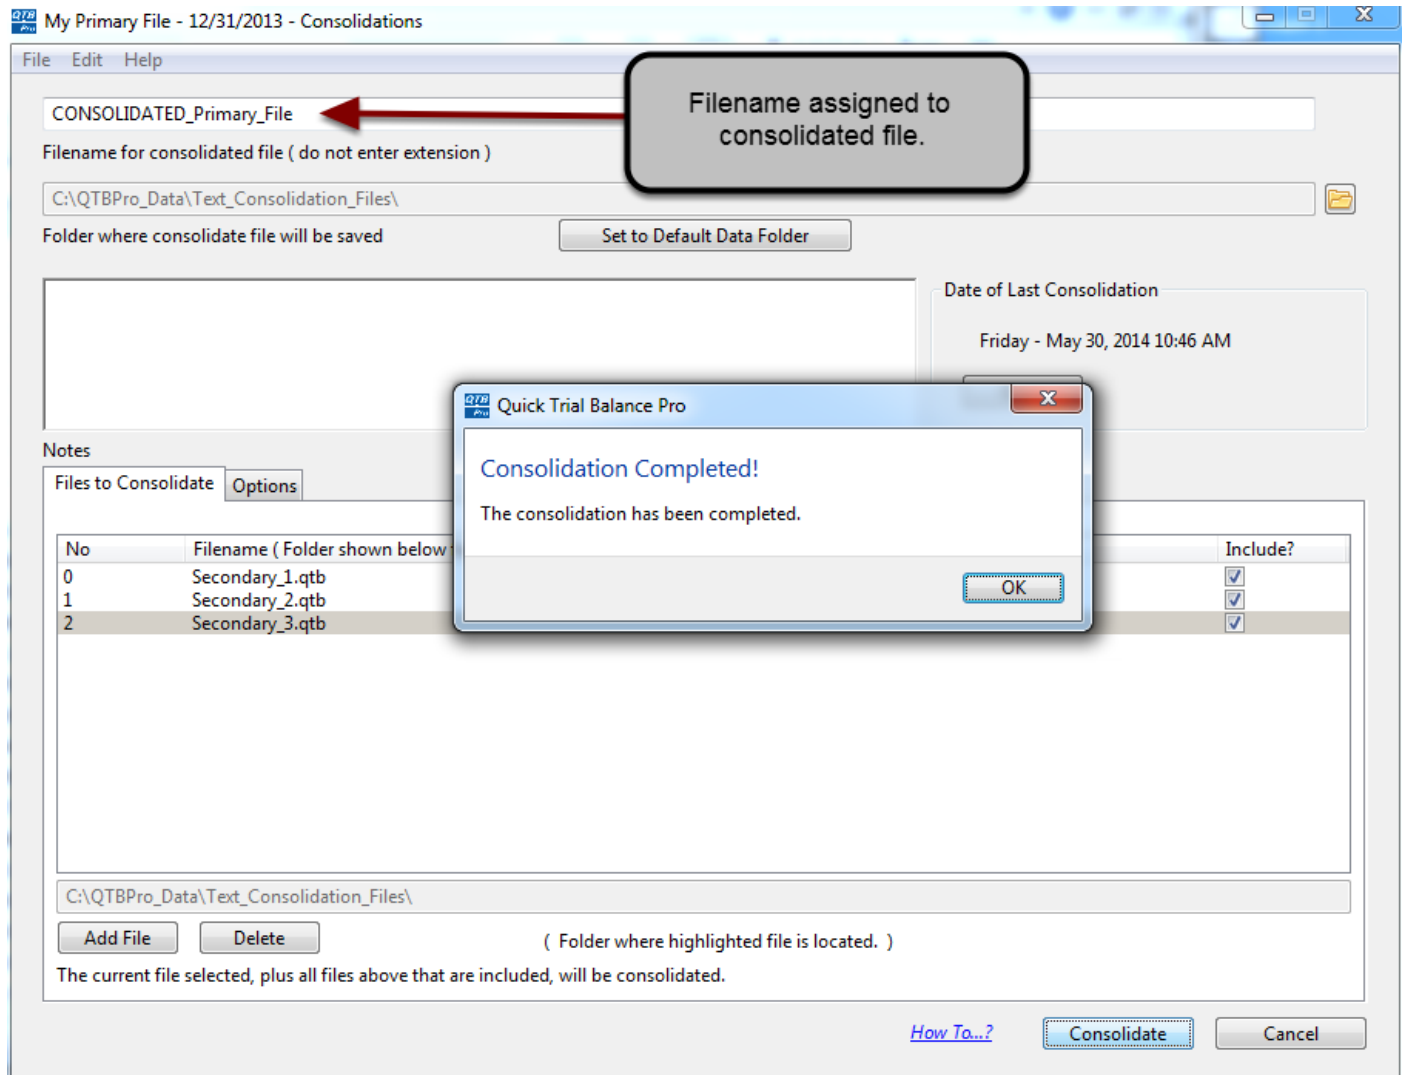 QTB Pro My Primary File - 12/31/2013 - Consolidations
File Edit Help
Filename assigned to
consolidated file.
CONSOLIDATED_Primary_File
Filename for consolidated file ( do not enter extension )
C:\QTBPro_Data\Text_Consolidation_Files\
Folder where consolidate file will be saved
Set to Default Data Folder
Date of Last Consolidation
Friday - May 30, 2014 10:46 AM
QTB Pro Quick Trial Balance Pro
Consolidation Completed!
The consolidation has been completed.
OK
Notes
Files to Consolidate Options
No Filename ( Folder shown below Include?
0 Secondary_1.qtb
1 Secondary_2.qtb
2 Secondary_3.qtb
C:\QTBPro_Data\Text_Consolidation_Files\
Add File Delete ( Folder where highlighted file is located. )
The current file selected, plus all files above that are included, will be consolidated.
How To...? Consolidate Cancel